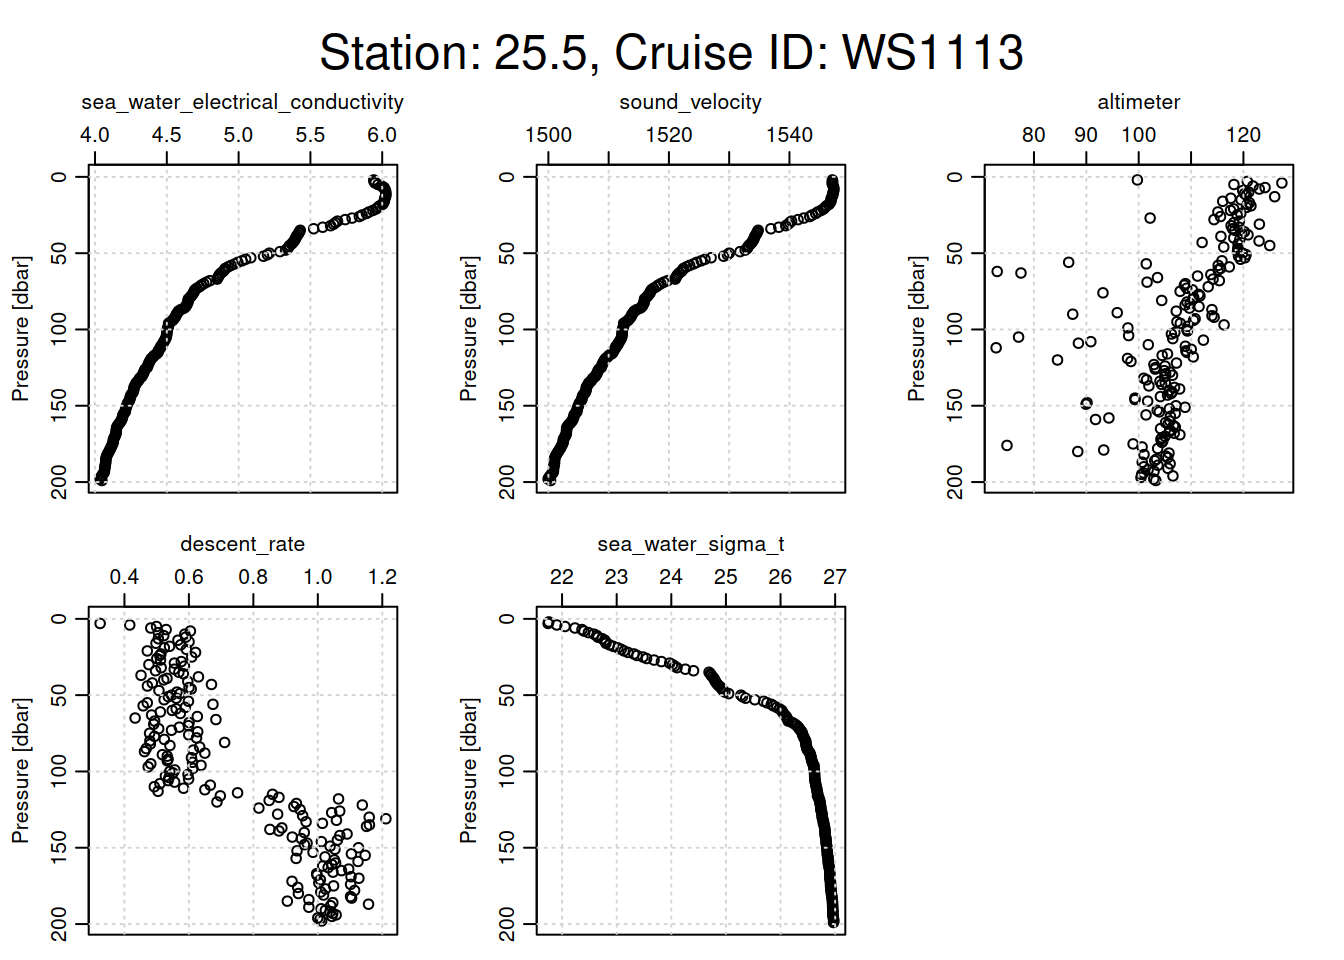 Station: 25.5, Cruise ID: WS1113
sea_water_electrical_conductivity
4.0 4.5 5.0 5.5 6.0
Pressure [dbar]
0 50 100 150 200
sound_velocity
1500 1520 1540
Pressure [dbar]
0 50 100 150 200
altimeter
80 90 100 120
Pressure [dbar]
0 50 100 150 200
descent_rate
0.4 0.6 0.8 1.0 1.2
Pressure [dbar]
0 50 100 150 200
sea_water_sigma_t
22 23 24 25 26 27
Pressure [dbar]
0 50 100 150 200